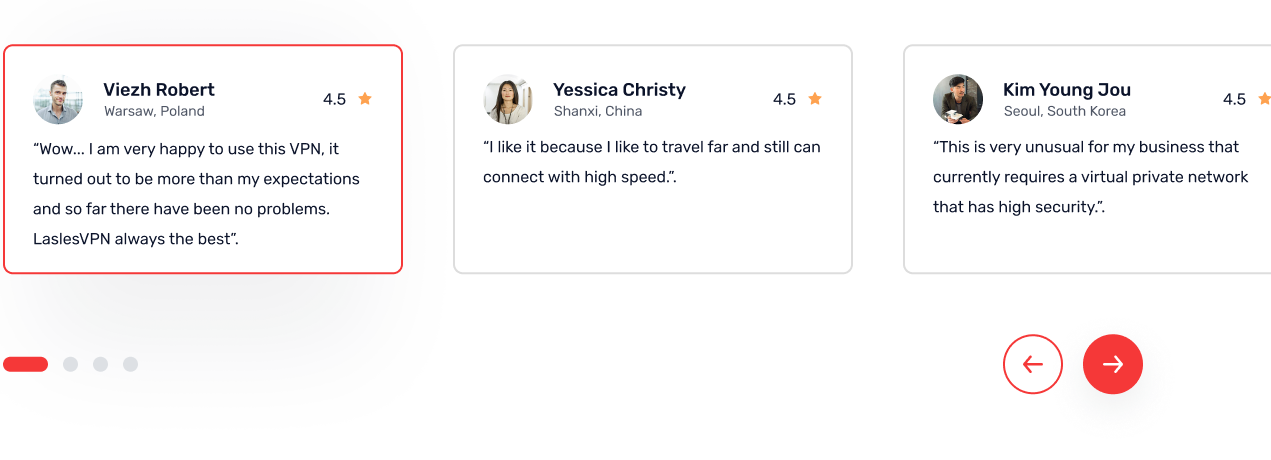 Viezh Robert
Warsaw, Poland
4.5
“Wow... I am very happy to use this VPN, it
turned out to be more than my expectations
and so far there have been no problems.
LaslesVPN always the best”.
Yessica Christy
Shanxi, China
4.5
“I like it because I like to travel far and still can
connect with high speed.”.
Kim Young Jou
Seoul, South Korea
4.5
“This is very unusual for my business that
currently requires a virtual private network
that has high security.”.